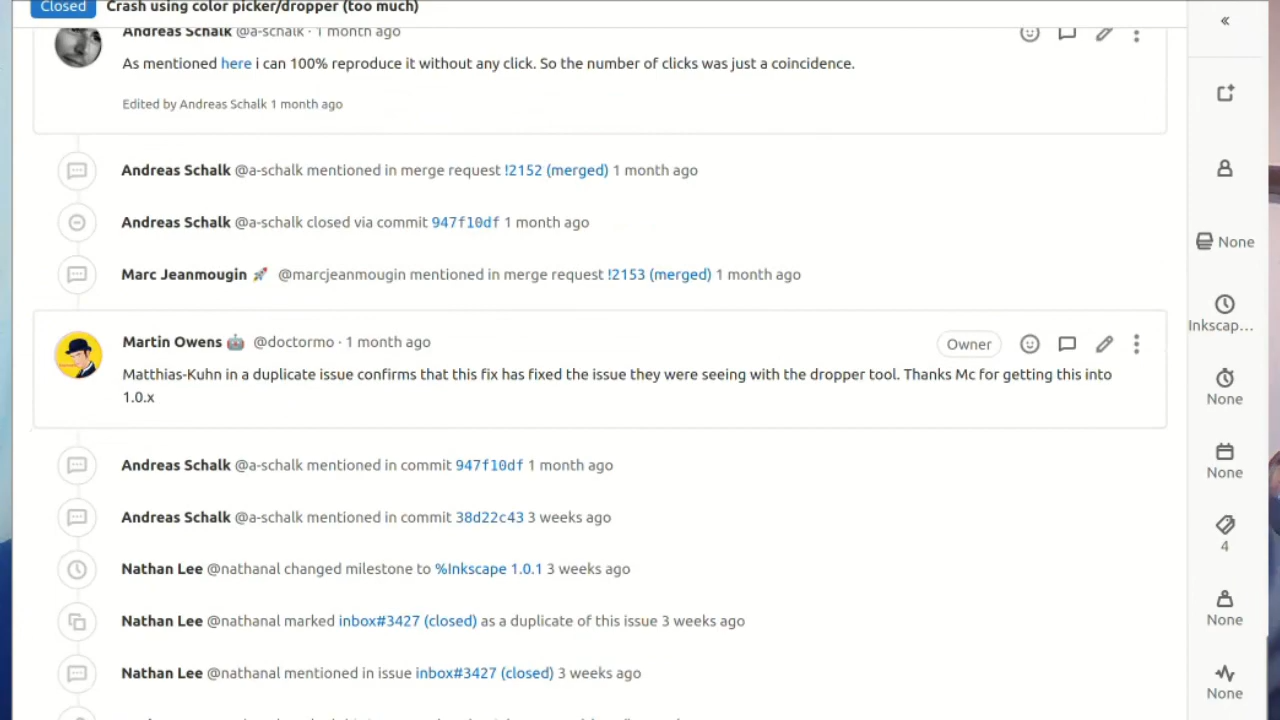 Closed Crash using color picker/dropper (too much)
Andreas Schalk @a-schalk · 1 month ago
As mentioned here i can 100% reproduce it without any click. So the number of clicks was just a coincidence.
Edited by Andreas Schalk 1 month ago
Andreas Schalk @a-schalk mentioned in merge request !2152 (merged) 1 month ago
Andreas Schalk @a-schalk closed via commit 947f10df 1 month ago
Marc Jeanmougin 🚀 @marcjeanmougin mentioned in merge request !2153 (merged) 1 month ago
Martin Owens 🤖 @doctormo · 1 month ago
Owner
Matthias-Kuhn in a duplicate issue confirms that this fix has fixed the issue they were seeing with the dropper tool. Thanks Mc for getting this into
1.0.x
Andreas Schalk @a-schalk mentioned in commit 947f10df 1 month ago
Andreas Schalk @a-schalk mentioned in commit 38d22c43 3 weeks ago
Nathan Lee @nathanal changed milestone to %Inkscape 1.0.1 3 weeks ago
Nathan Lee @nathanal marked inbox#3427 (closed) as a duplicate of this issue 3 weeks ago
Nathan Lee @nathanal mentioned in issue inbox#3427 (closed) 3 weeks ago
«
None
Inkscap...
None
None
4
None
None